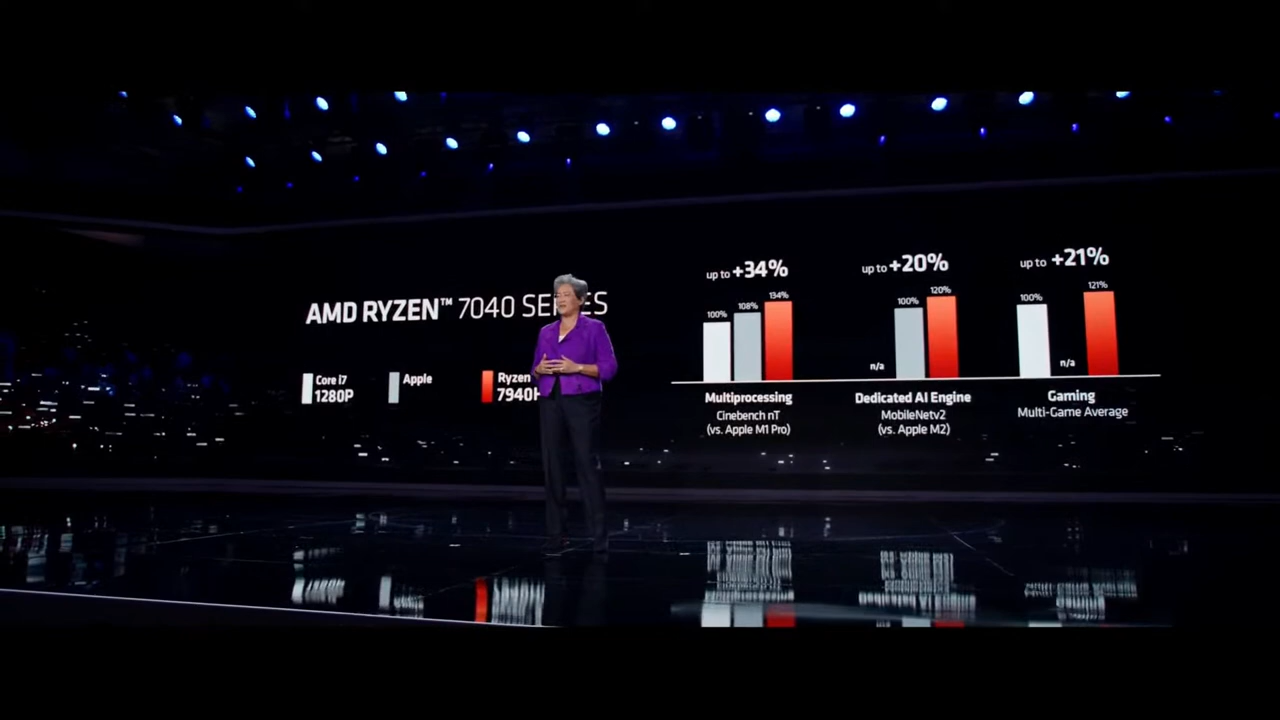 AMD RYZEN™ 7040 SERIES
Core i7
1280P
Apple
Ryzen
7940H
up to +34%
100%
108%
134%
Multiprocessing
Cinebench nT
(vs. Apple M1 Pro)
up to +20%
n/a
100%
120%
Dedicated AI Engine
MobileNetv2
(vs. Apple M2)
up to +21%
100%
n/a
121%
Gaming
Multi-Game Average